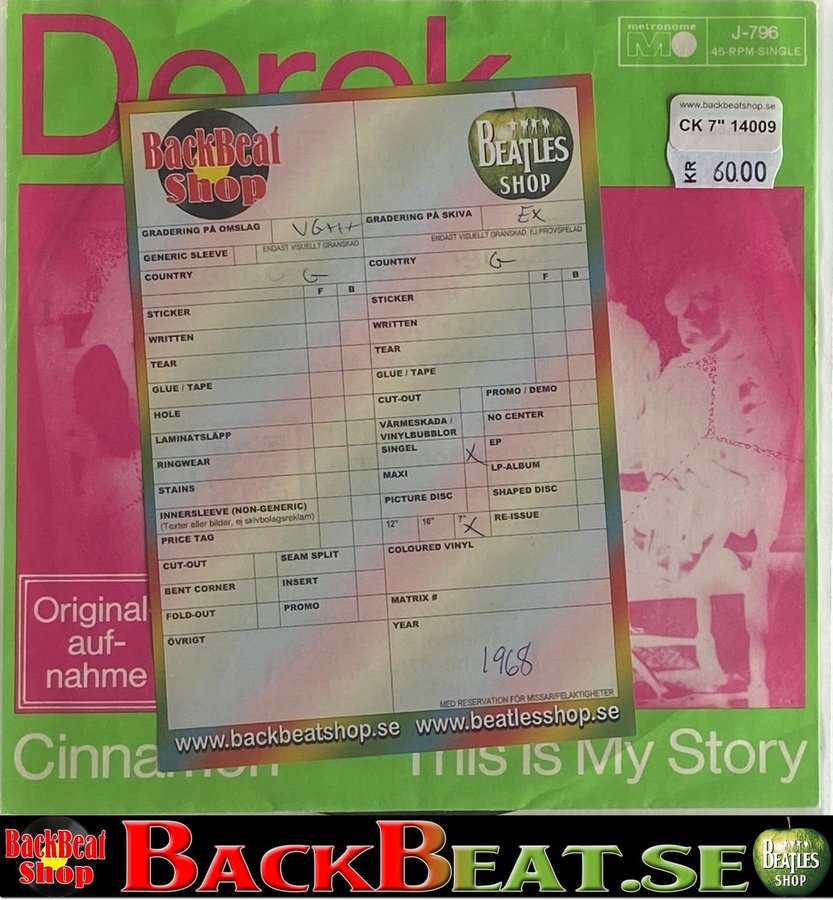 Derek
metronome
J-796
45-RPM-SINGLE
www.backbeatshop.se
CK 7" 14009
KR 60.00
BackBeat
Shop
BEATLES
SHOP
GRADERING PÅ OMSLAG VG++
ENDAST VISUELLT GRANSKAD
GENERIC SLEEVE
COUNTRY G
F B
STICKER
WRITTEN
TEAR
GLUE / TAPE
HOLE
LAMINATSLÄPP
RINGWEAR
STAINS
INNERSLEEVE (NON-GENERIC)
(Texter eller bilder, ej skivbolagsreklam)
PRICE TAG
CUT-OUT SEAM SPLIT
BENT CORNER INSERT
FOLD-OUT PROMO
ÖVRIGT
GRADERING PÅ SKIVA EX
ENDAST VISUELLT GRANSKAD, EJ PROVSPELAD
COUNTRY G
F B
STICKER
WRITTEN
TEAR
GLUE / TAPE
CUT-OUT PROMO / DEMO
VÄRMESKADA /
VINYLBUBBLOR NO CENTER
SINGEL X EP
MAXI LP-ALBUM
PICTURE DISC SHAPED DISC
12" 10" 7" X RE-ISSUE
COLOURED VINYL
MATRIX #
YEAR
1968
MED RESERVATION FÖR MISSAR/FELAKTIGHETER
www.backbeatshop.se www.beatlesshop.se
Original-
auf-
nahme
Cinnamon This Is My Story
BackBeat
Shop
BACKBEAT.SE
BEATLES
SHOP